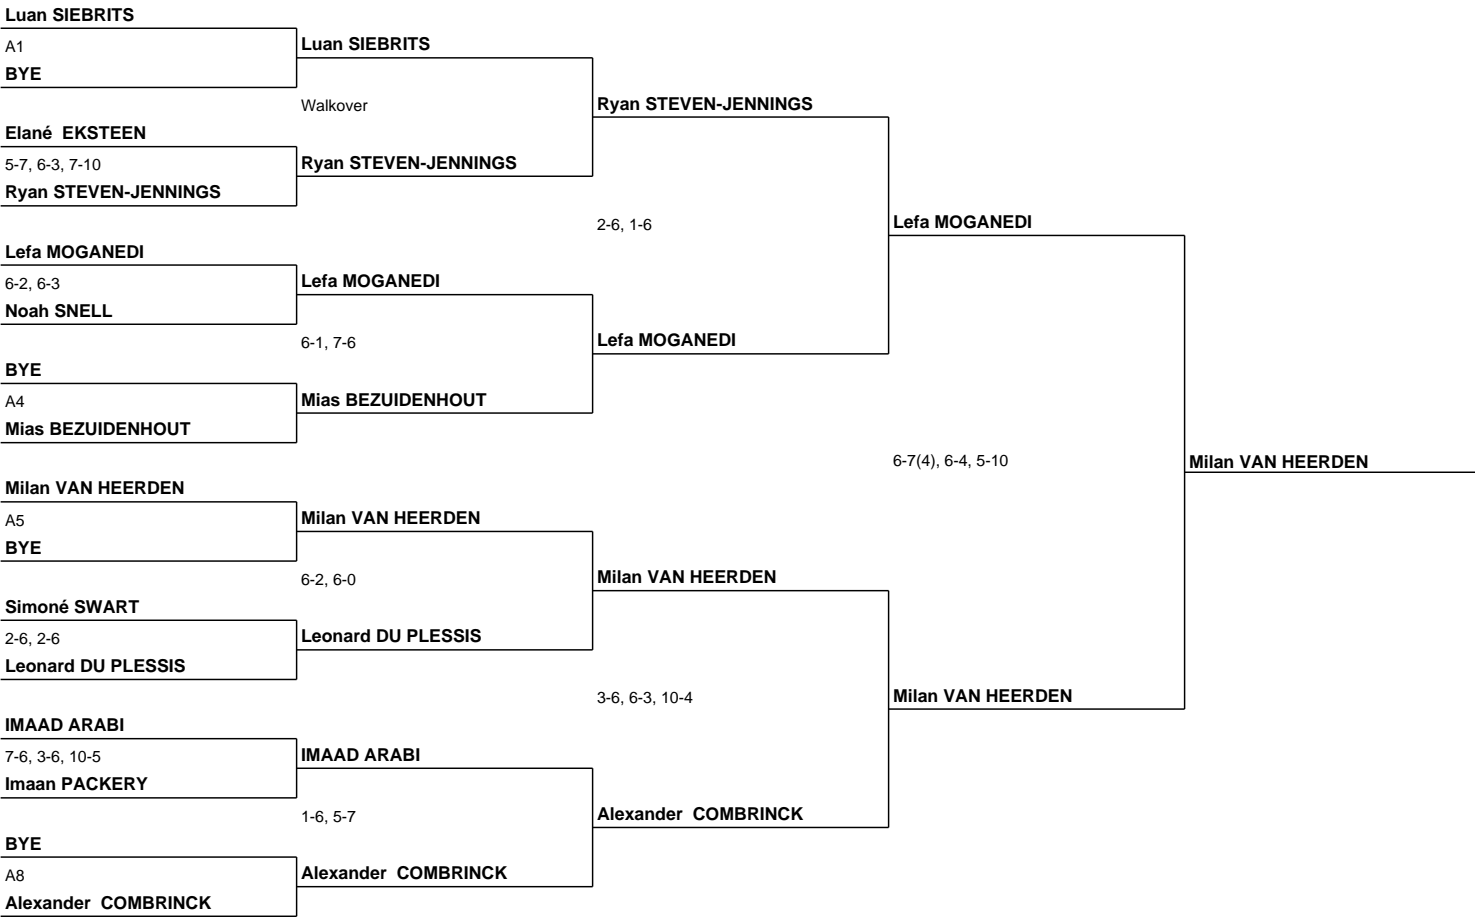 Luan SIEBRITS
A1
BYE
Elané  EKSTEEN
5-7, 6-3, 7-10
Ryan STEVEN-JENNINGS
Lefa MOGANEDI
6-2, 6-3
Noah SNELL
BYE
A4
Mias BEZUIDENHOUT
Milan VAN HEERDEN
A5
BYE
Simoné SWART
2-6, 2-6
Leonard DU PLESSIS
IMAAD ARABI
7-6, 3-6, 10-5
Imaan PACKERY
BYE
A8
Alexander  COMBRINCK
Luan SIEBRITS
Walkover
Ryan STEVEN-JENNINGS
Lefa MOGANEDI
6-1, 7-6
Mias BEZUIDENHOUT
Milan VAN HEERDEN
6-2, 6-0
Leonard DU PLESSIS
IMAAD ARABI
1-6, 5-7
Alexander  COMBRINCK
Ryan STEVEN-JENNINGS
2-6, 1-6
Lefa MOGANEDI
Milan VAN HEERDEN
3-6, 6-3, 10-4
Alexander  COMBRINCK
Lefa MOGANEDI
6-7(4), 6-4, 5-10
Milan VAN HEERDEN
Milan VAN HEERDEN